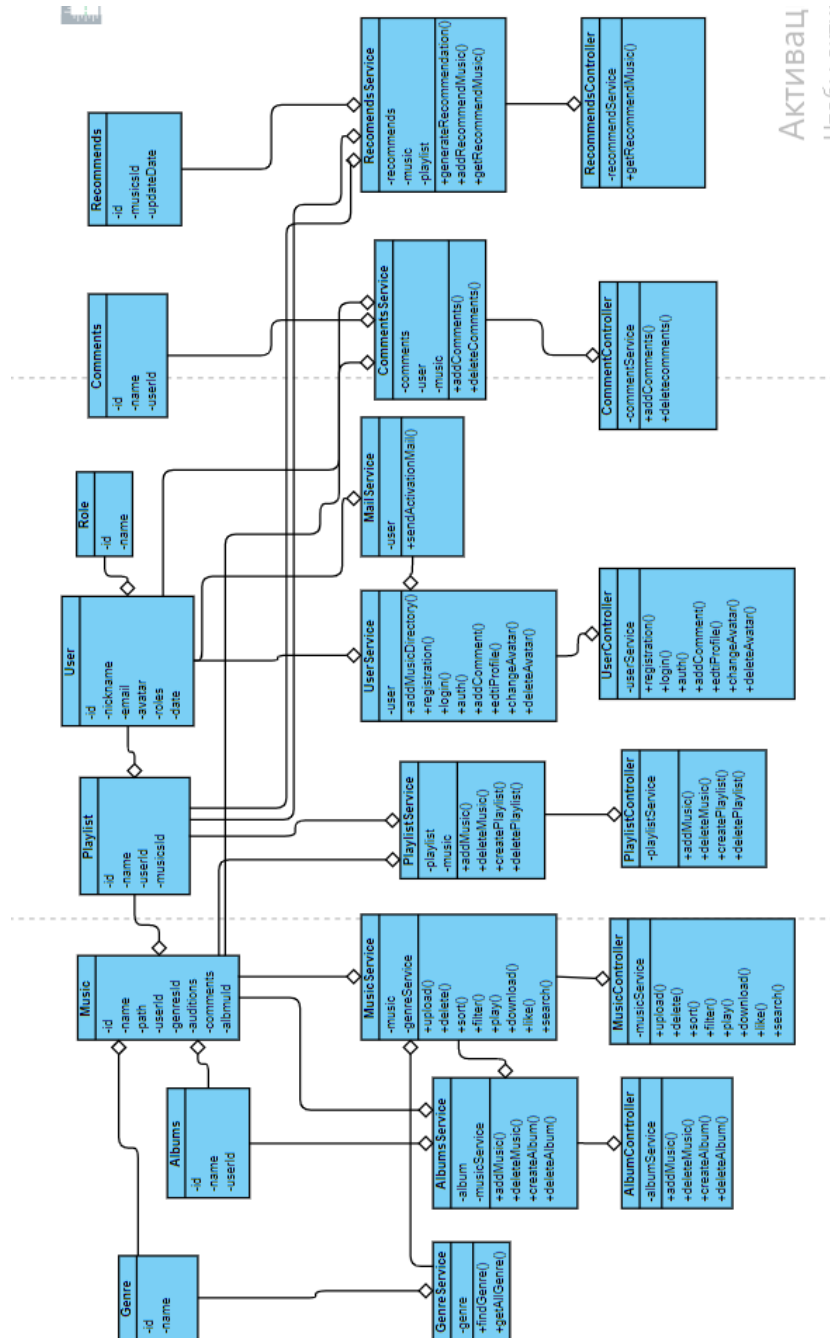 Genre
-id
-name
Albums
-id
-name
-userId
Music
-id
-name
-path
-userId
-genresId
-auditions
-comments
-albmuId
Playlist
-id
-name
-userId
-musicsId
User
-id
-nickname
-email
-avatar
-roles
-date
Role
-id
-name
Comments
-id
-name
-userId
Recommends
-id
-musicsId
-updateDate
GenreService
-genre
+findGenre()
+getAllGenre()
AlbumsService
-album
-musicService
+addMusic()
+deleteMusic()
+createAlbum()
+deleteAlbum()
MusicService
-music
-genreService
+upload()
+delete()
+sort()
+filter()
+play()
+download()
+like()
+search()
PlaylistService
-playlist
-music
+addMusic()
+deleteMusic()
+createPlaylist()
+deletePlaylist()
UserService
-user
+addMusicDirectory()
+registration()
+login()
+auth()
+addComment()
+edtiProfile()
+changeAvatar()
+deleteAvatar()
MailService
-user
+sendActivationMail()
CommentsService
-comments
-user
-music
+addComments()
+deleteComments()
RecomendsService
-recommends
-music
-playlist
+generateRecommendation()
+addRecommendMusic()
+getRecommendMusic()
AlbumConrtroller
-albumService
+addMusic()
+deleteMusic()
+createAlbum()
+deleteAlbum()
MusicController
-musicService
+upload()
+delete()
+sort()
+filter()
+play()
+download()
+like()
+search()
PlaylistController
-playlistService
+addMusic()
+deleteMusic()
+createPlaylist()
+deletePlaylist()
UserController
-userService
+registration()
+login()
+auth()
+addComment()
+edtiProfile()
+changeAvatar()
+deleteAvatar()
CommentController
-commentService
+addComments()
+deletecomments()
RecommendsController
-recommendService
+getRecommendMusic()
Активац